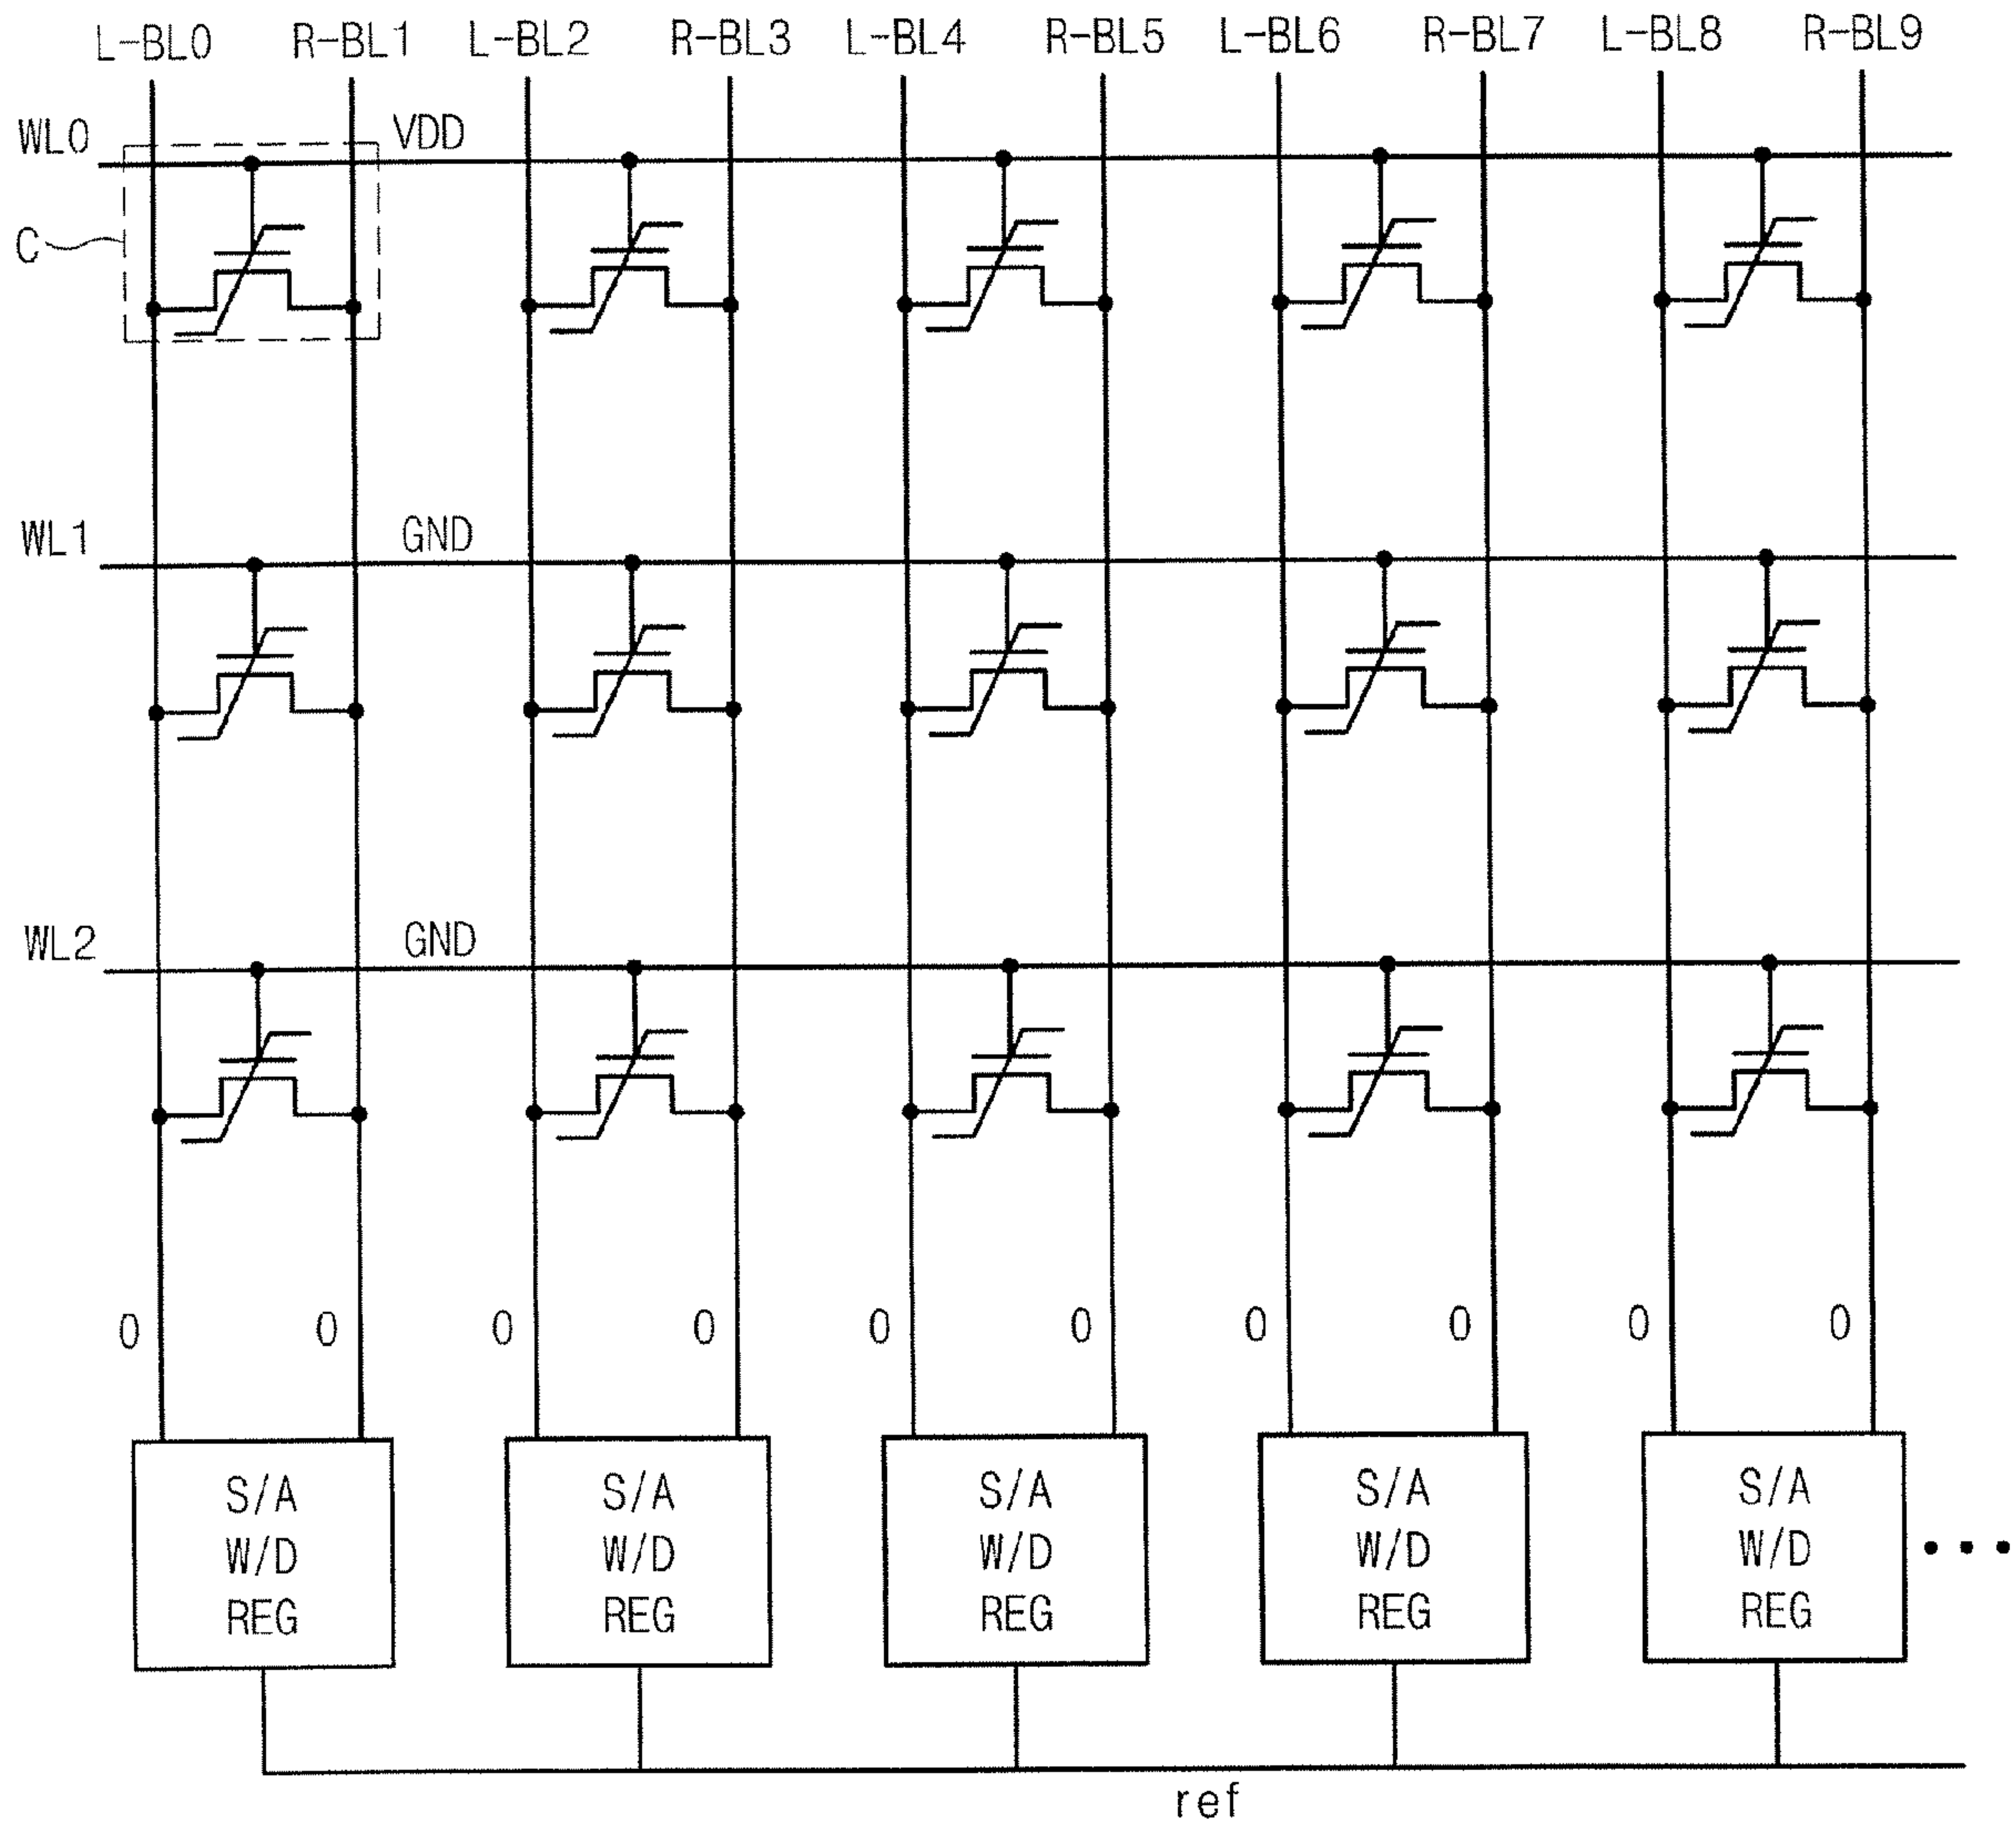 L-BL0 R-BL1 L-BL2 R-BL3 L-BL4 R-BL5 L-BL6 R-BL7 L-BL8 R-BL9
WL0 VDD
C
WL1 GND
WL2 GND
0 0 0 0 0 0 0 0 0 0
S/A S/A S/A S/A S/A
W/D W/D W/D W/D W/D
REG REG REG REG REG
ref